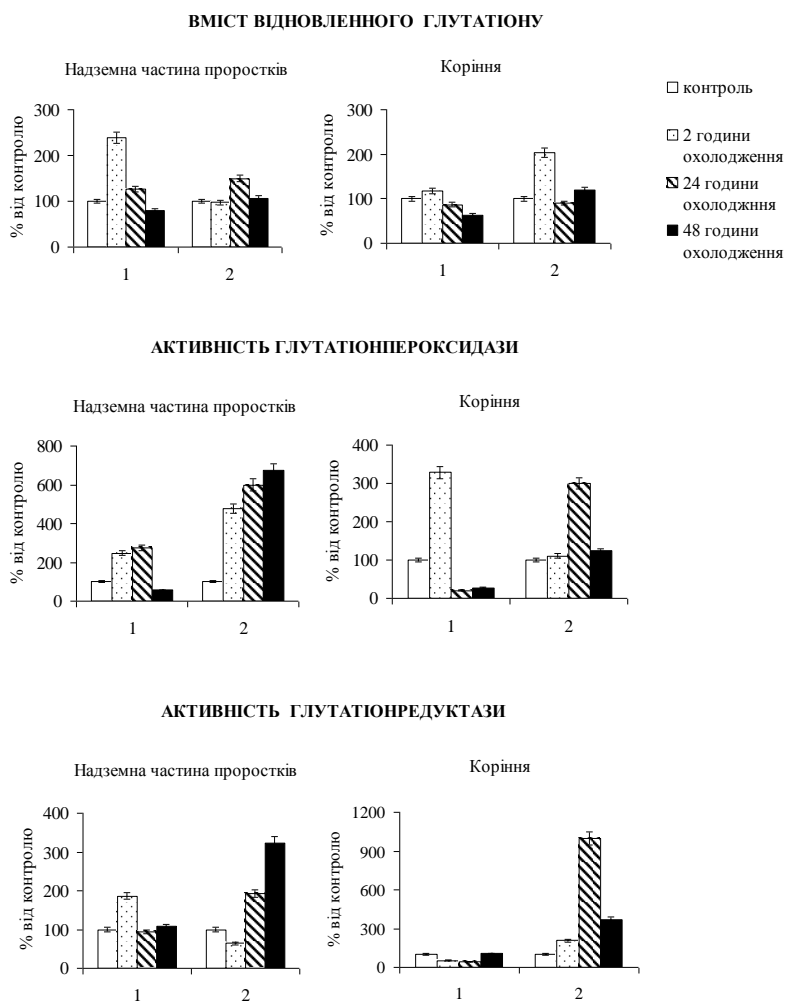 ВМІСТ ВІДНОВЛЕННОГО ГЛУТАТІОНУ
Надземна частина проростків
Коріння
% від контролю
300
200
100
0
1
2
300
200
100
0
% від контролю
1
2
контроль
2 години
охолодження
24 години
охолоджння
48 години
охолодження
АКТИВНІСТЬ ГЛУТАТІОНПЕРОКСИДАЗИ
Надземна частина проростків
Коріння
% від контролю
800
600
400
200
0
1
2
% від контролю
400
300
200
100
0
1
2
АКТИВНІСТЬ ГЛУТАТІОНРЕДУКТАЗИ
Надземна частина проростків
Коріння
% від контролю
400
300
200
100
0
1
2
% від контролю
1200
900
600
300
0
1
2